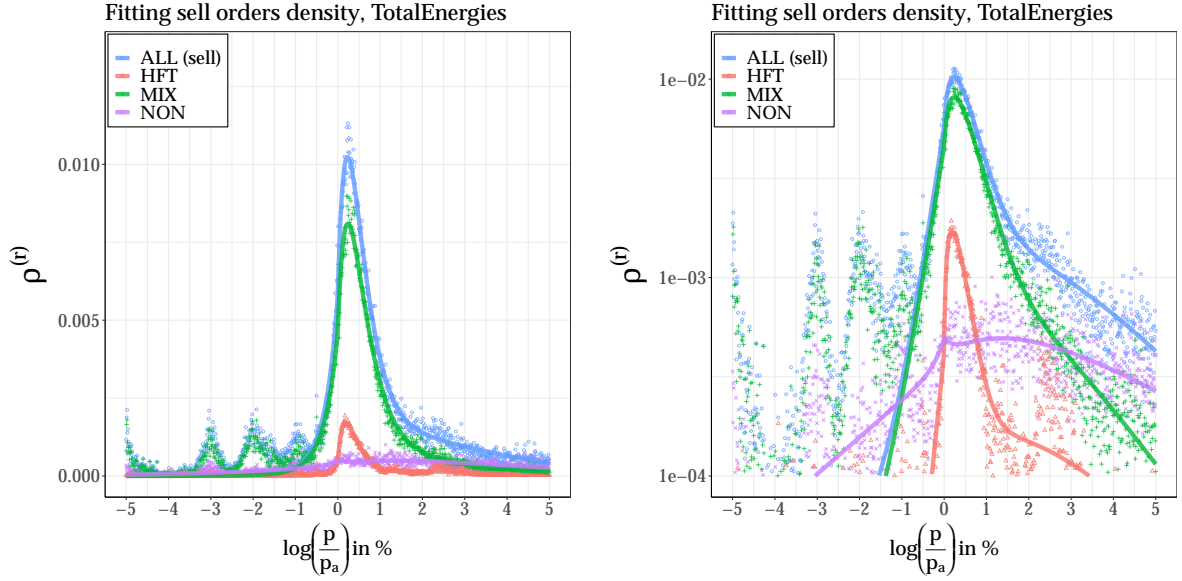 Fitting sell orders density, TotalEnergies
ALL (sell)
HFT
MIX
NON
0.010
0.005
0.000
ρ(r)
−5 −4 −3 −2 −1 0 1 2 3 4 5
log(p/pa) in %
Fitting sell orders density, TotalEnergies
ALL (sell)
HFT
MIX
NON
1e−02
1e−03
1e−04
ρ(r)
−5 −4 −3 −2 −1 0 1 2 3 4 5
log(p/pa) in %